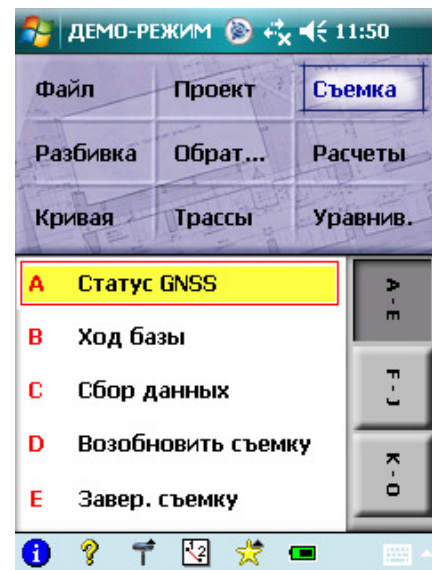 ДЕМО-РЕЖИМ 11:50
Файл Проект Съемка
Разбивка Обрат... Расчеты
Кривая Трассы Уравнив.
A Статус GNSS
B Ход базы
C Сбор данных
D Возобновить съемку
E Завер. съемку
A - E
F - J
K - O